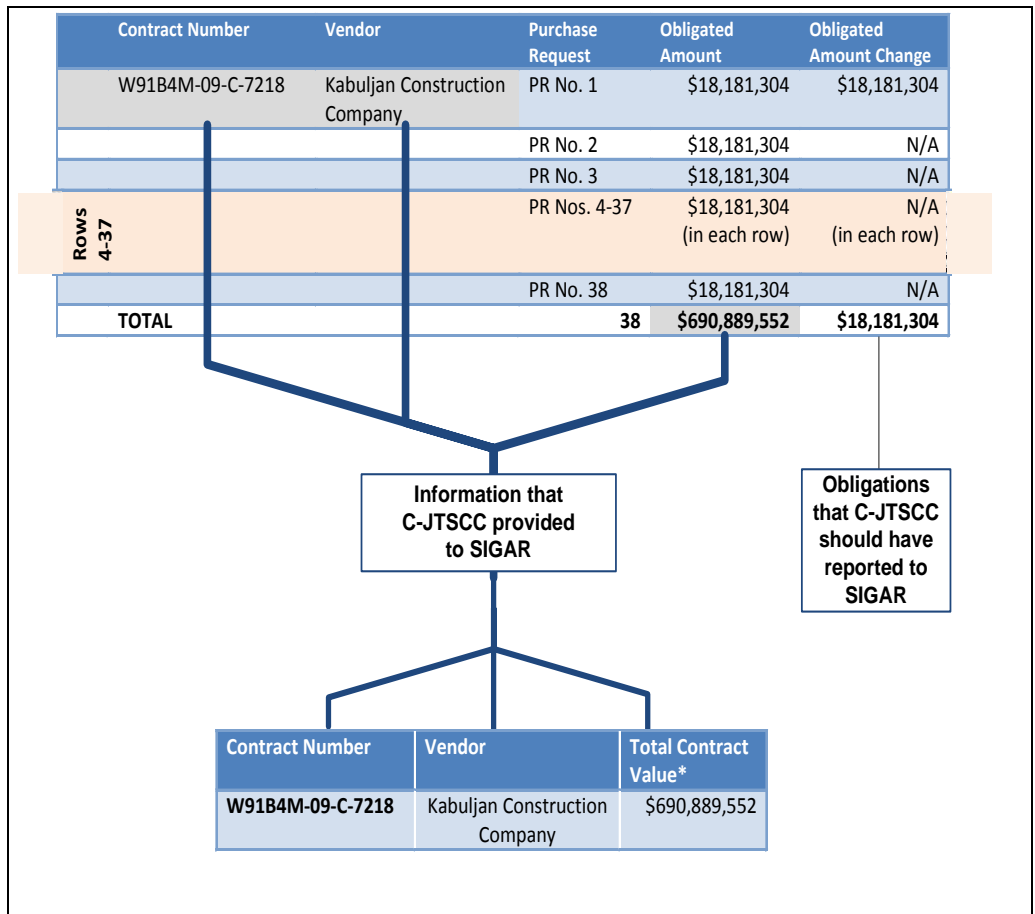 Contract Number Vendor Purchase Request Obligated Amount Obligated Amount Change
W91B4M-09-C-7218 Kabuljan Construction Company PR No. 1 $18,181,304 $18,181,304
PR No. 2 $18,181,304 N/A
PR No. 3 $18,181,304 N/A
Rows 4-37
PR Nos. 4-37 $18,181,304 N/A
(in each row) (in each row)
PR No. 38 $18,181,304 N/A
TOTAL 38 $690,889,552 $18,181,304
Information that
C-JTSCC provided
to SIGAR
Obligations
that C-JTSCC
should have
reported to
SIGAR
Contract Number Vendor Total Contract Value*
W91B4M-09-C-7218 Kabuljan Construction Company $690,889,552